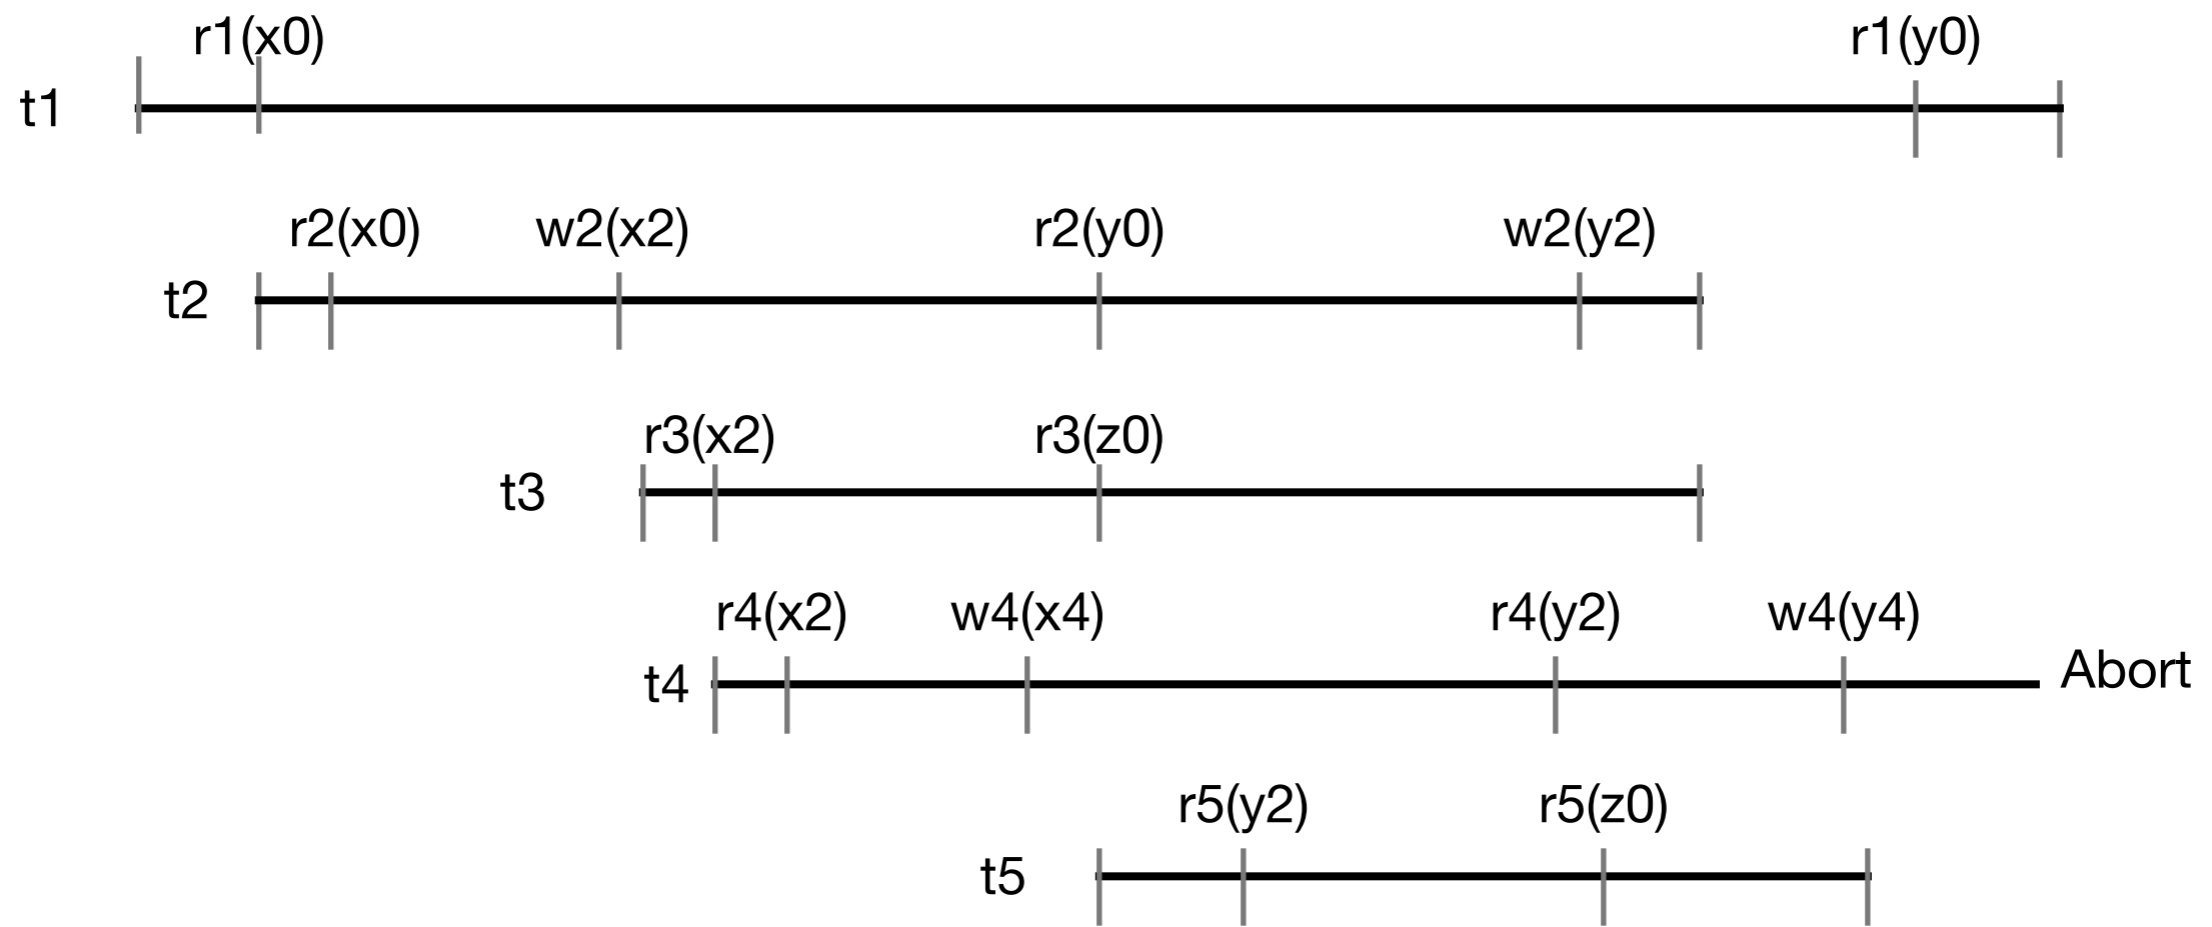 r1(x0) r1(y0)
t1
r2(x0) w2(x2) r2(y0) w2(y2)
t2
r3(x2) r3(z0)
t3
r4(x2) w4(x4) r4(y2) w4(y4)
t4 Abort
r5(y2) r5(z0)
t5